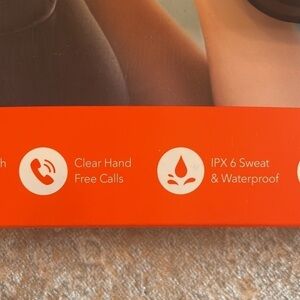 Clear Hand
Free Calls
IPX 6 Sweat
& Waterproof